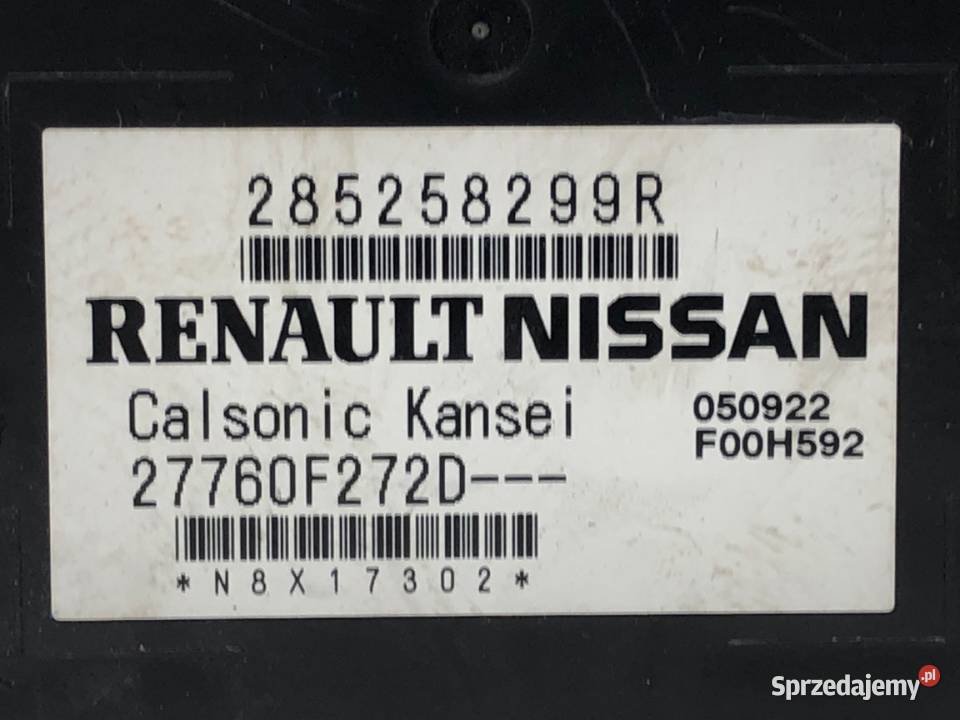 285258299R
RENAULT NISSAN
Calsonic Kansei
050922
F00H592
27760F272D---
*N8X17302*
Sprzedajemy.pl